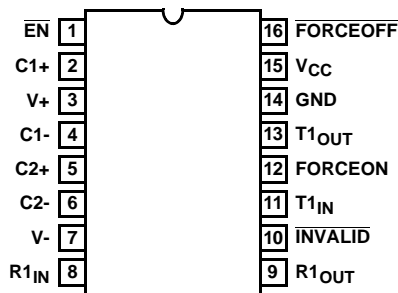 EN 1 16 FORCEOFF
C1+ 2 15 VCC
V+ 3 14 GND
C1- 4 13 T1OUT
C2+ 5 12 FORCEON
C2- 6 11 T1IN
V- 7 10 INVALID
R1IN 8 9 R1OUT